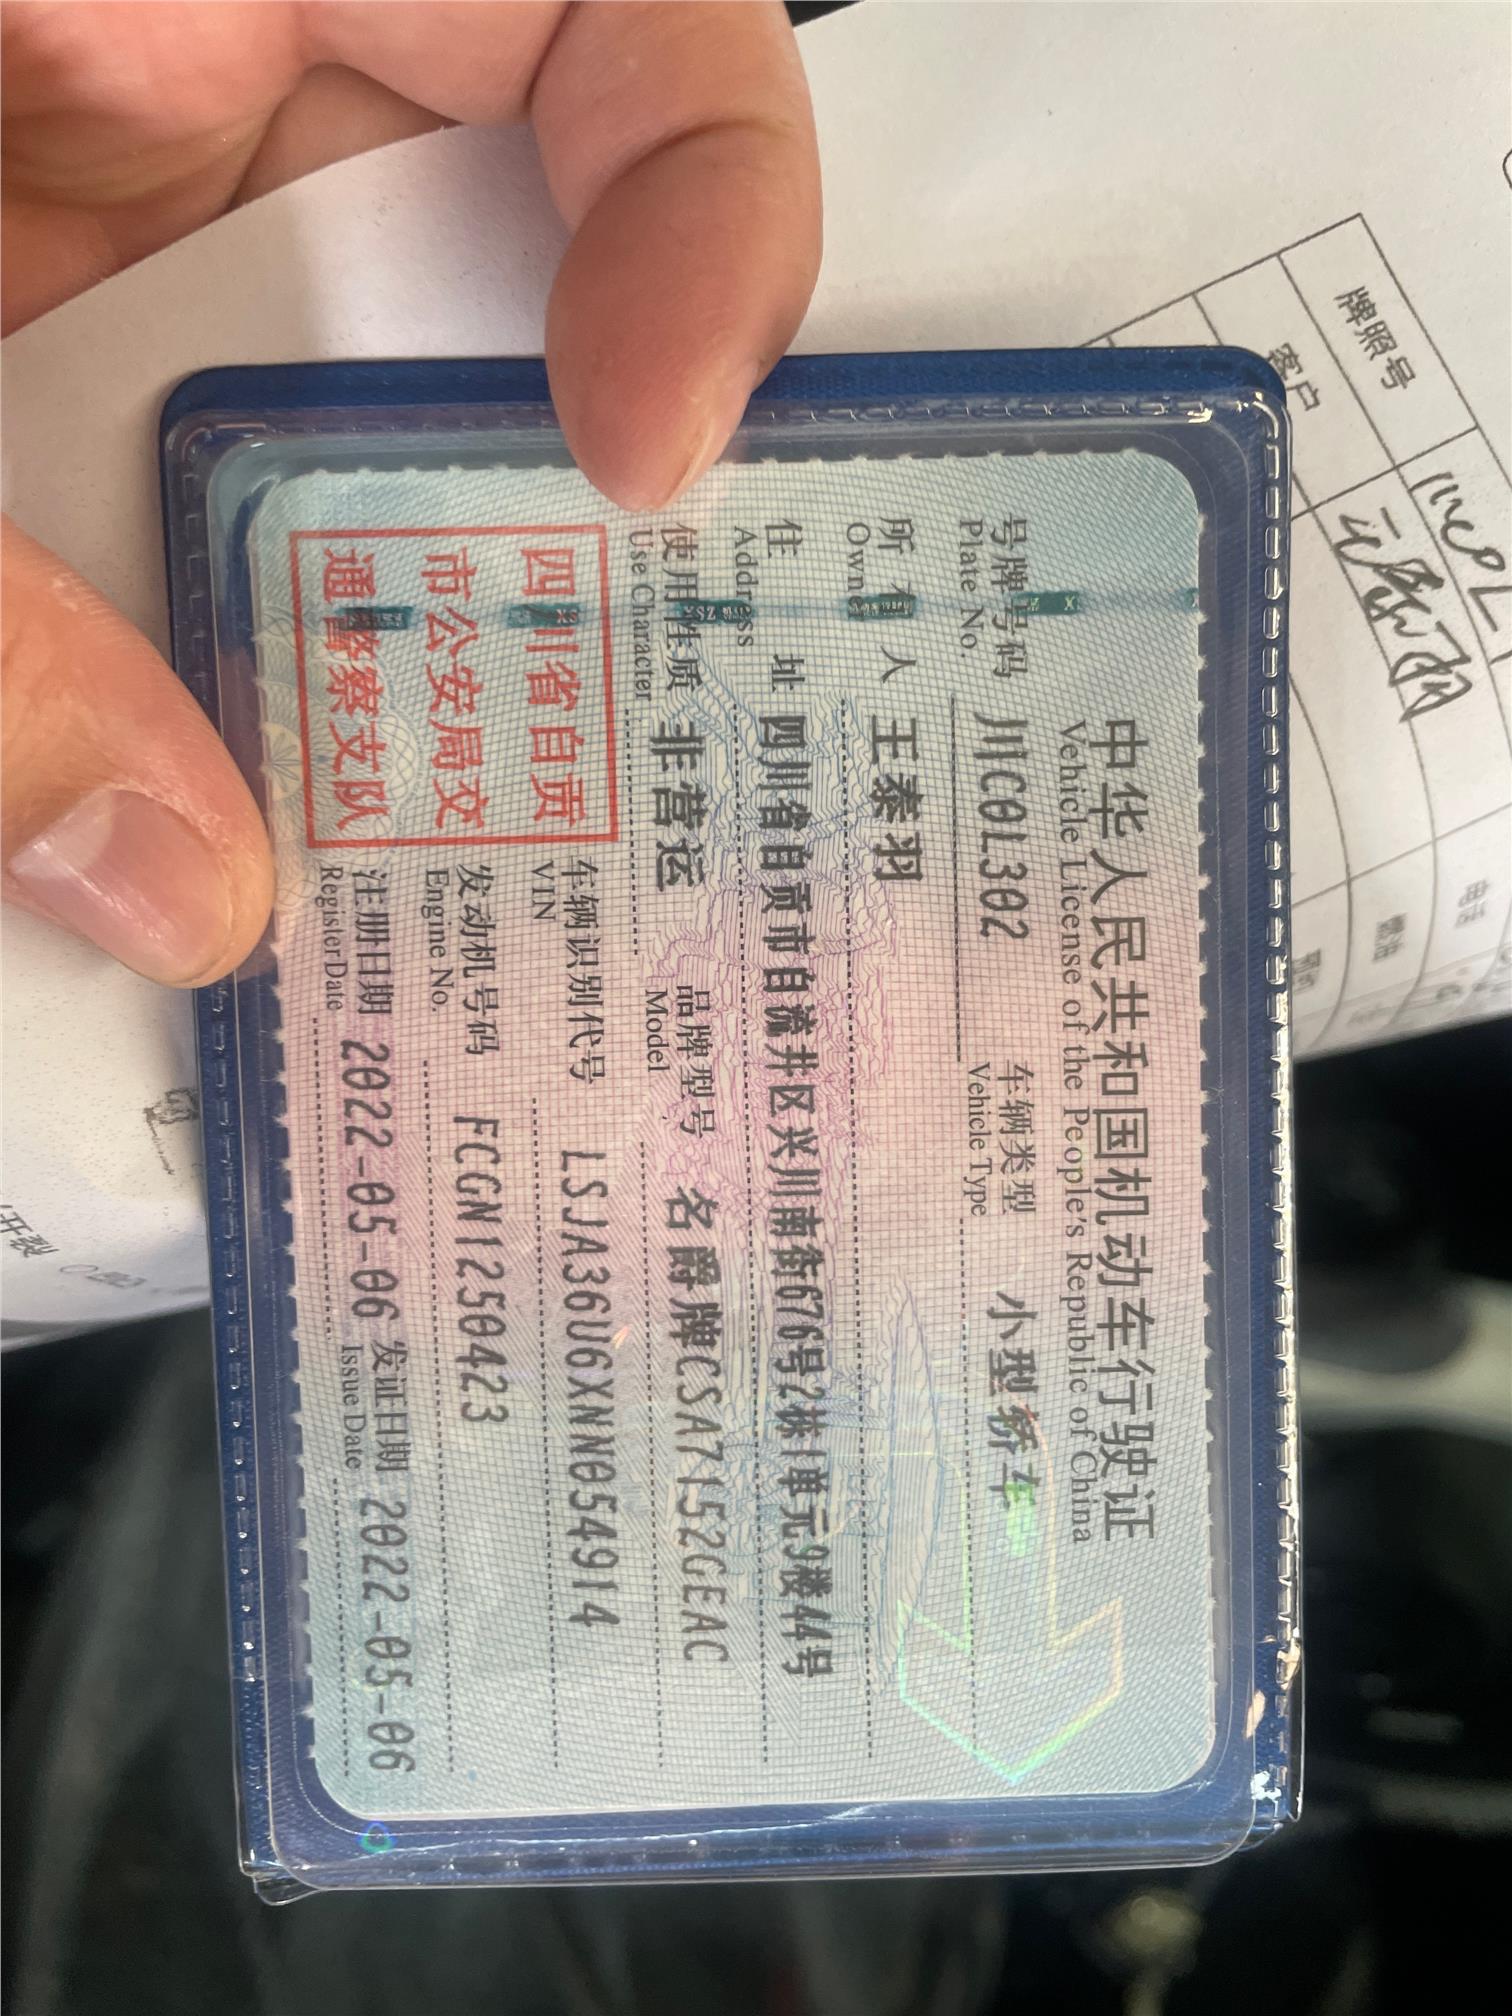 中华人民共和国机动车行驶证
Vehicle License of the People's Republic of China
号牌号码 川C0L302 车辆类型 小型轿车
Plate No. Vehicle Type
所有人 王泰羽
Owne
住址 四川省自贡市自流井区兴川南街676号2栋1单元9楼44号
Address
使用性质 非营运 品牌型号 名爵牌CSA7152GEAC
Use Character Model
四川省自贡
市公安局交
通警察支队
车辆识别代号 LSJA36U6XNN054914
VIN
发动机号码 FCGN1250423
Engine No.
注册日期 2022-05-06 发证日期 2022-05-06
Register Date Issue Date
牌照号
客户
电话
开裂